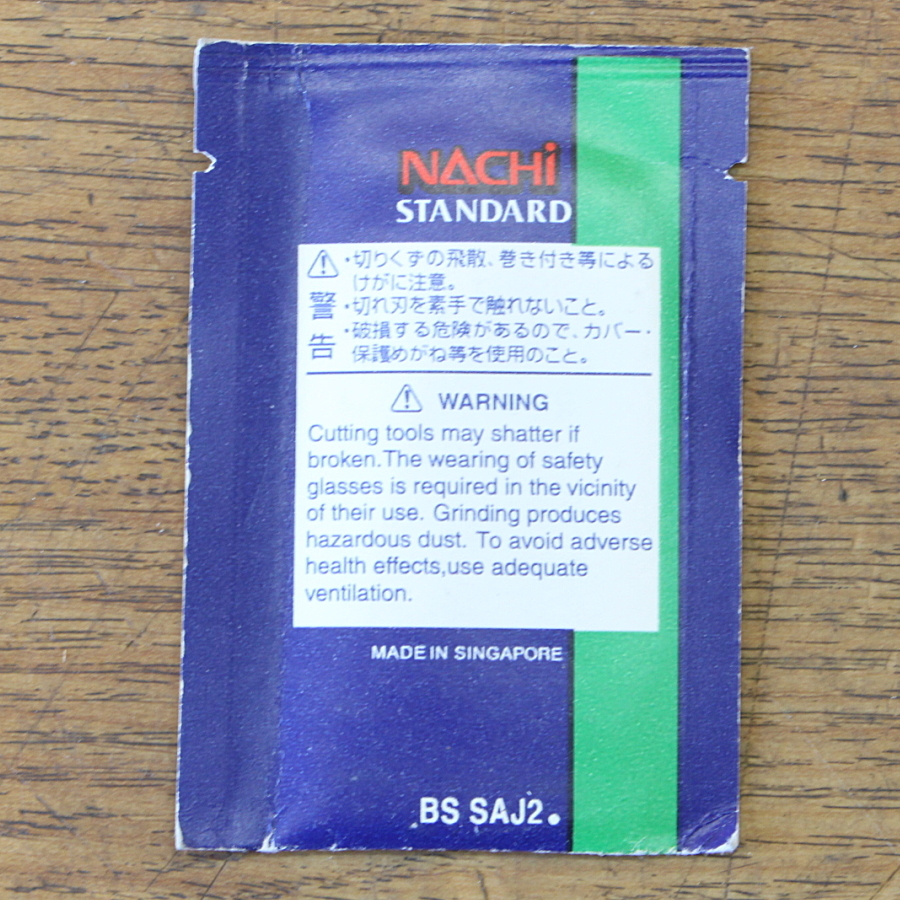 NACHi
STANDARD
・切りくずの飛散、巻き付き等による
けがに注意。
警告
・切れ刃を素手で触れないこと。
・破損する危険があるので、カバー・
保護めがね等を使用のこと。
WARNING
Cutting tools may shatter if
broken.The wearing of safety
glasses is required in the vicinity
of their use. Grinding produces
hazardous dust. To avoid adverse
health effects,use adequate
ventilation.
MADE IN SINGAPORE
BS SAJ2.